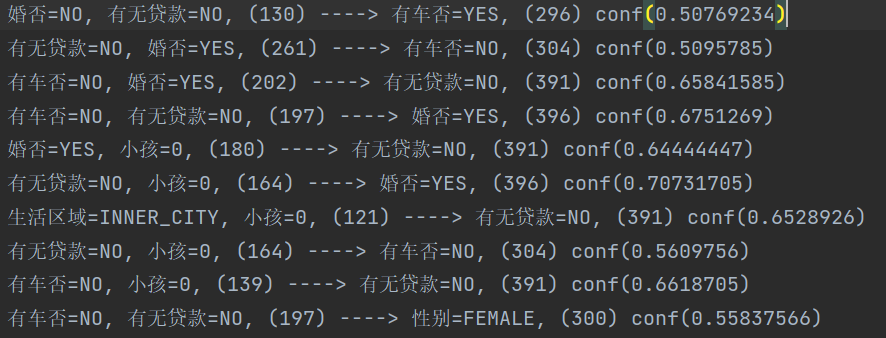 婚否=NO, 有无贷款=NO, (130) ----> 有车否=YES, (296) conf(0.50769234)
有无贷款=NO, 婚否=YES, (261) ----> 有车否=NO, (304) conf(0.5095785)
有车否=NO, 婚否=YES, (202) ----> 有无贷款=NO, (391) conf(0.65841585)
有车否=NO, 有无贷款=NO, (197) ----> 婚否=YES, (396) conf(0.6751269)
婚否=YES, 小孩=0, (180) ----> 有无贷款=NO, (391) conf(0.64444447)
有无贷款=NO, 小孩=0, (164) ----> 婚否=YES, (396) conf(0.70731705)
生活区域=INNER_CITY, 小孩=0, (121) ----> 有无贷款=NO, (391) conf(0.6528926)
有无贷款=NO, 小孩=0, (164) ----> 有车否=NO, (304) conf(0.5609756)
有车否=NO, 小孩=0, (139) ----> 有无贷款=NO, (391) conf(0.6618705)
有车否=NO, 有无贷款=NO, (197) ----> 性别=FEMALE, (300) conf(0.55837566)